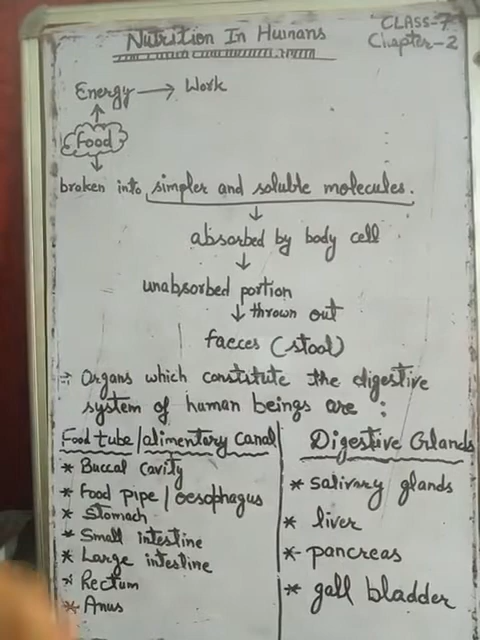 Nutrition In Humans
CLASS-7
Chapter-2
Energy → Work
↑
Food
↓
broken into simpler and soluble molecules.
↓
absorbed by body cell
↓
unabsorbed portion
↓ thrown out
faeces (stool)
:- Organs which constitute the digestive
system of human beings are :
Food tube/alimentary canal
* Buccal cavity
* Food pipe/oesophagus
* Stomach
* Small intestine
* Large intestine
* Rectum
* Anus
Digestive Glands
* salivary glands
* liver
* pancreas
* gall bladder